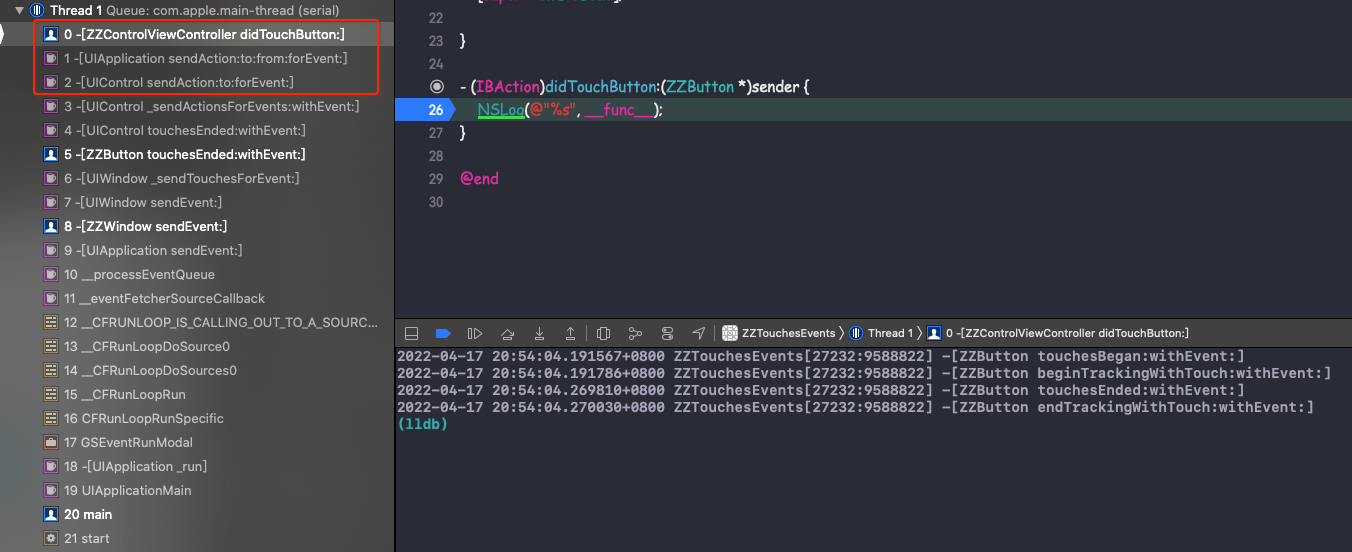 Thread 1 Queue: com.apple.main-thread (serial)
0 -[ZZControlViewController didTouchButton:]
1 -[UIApplication sendAction:to:from:forEvent:]
2 -[UIControl sendAction:to:forEvent:]
3 -[UIControl _sendActionsForEvents:withEvent:]
4 -[UIControl touchesEnded:withEvent:]
5 -[ZZButton touchesEnded:withEvent:]
6 -[UIWindow _sendTouchesForEvent:]
7 -[UIWindow sendEvent:]
8 -[ZZWindow sendEvent:]
9 -[UIApplication sendEvent:]
10 __processEventQueue
11 __eventFetcherSourceCallback
12 __CFRUNLOOP_IS_CALLING_OUT_TO_A_SOURC...
13 __CFRunLoopDoSource0
14 __CFRunLoopDoSources0
15 __CFRunLoopRun
16 CFRunLoopRunSpecific
17 GSEventRunModal
18 -[UIApplication _run]
19 UIApplicationMain
20 main
21 start
22
23 }
24
- (IBAction)didTouchButton:(ZZButton *)sender {
26 NSLog(@"%s", __func__);
27 }
28
29 @end
30
ZZTouchesEvents 〉 Thread 1 〉 0 -[ZZControlViewController didTouchButton:]
2022-04-17 20:54:04.191567+0800 ZZTouchesEvents[27232:9588822] -[ZZButton touchesBegan:withEvent:]
2022-04-17 20:54:04.191786+0800 ZZTouchesEvents[27232:9588822] -[ZZButton beginTrackingWithTouch:withEvent:]
2022-04-17 20:54:04.269810+0800 ZZTouchesEvents[27232:9588822] -[ZZButton touchesEnded:withEvent:]
2022-04-17 20:54:04.270030+0800 ZZTouchesEvents[27232:9588822] -[ZZButton endTrackingWithTouch:withEvent:]
(lldb)